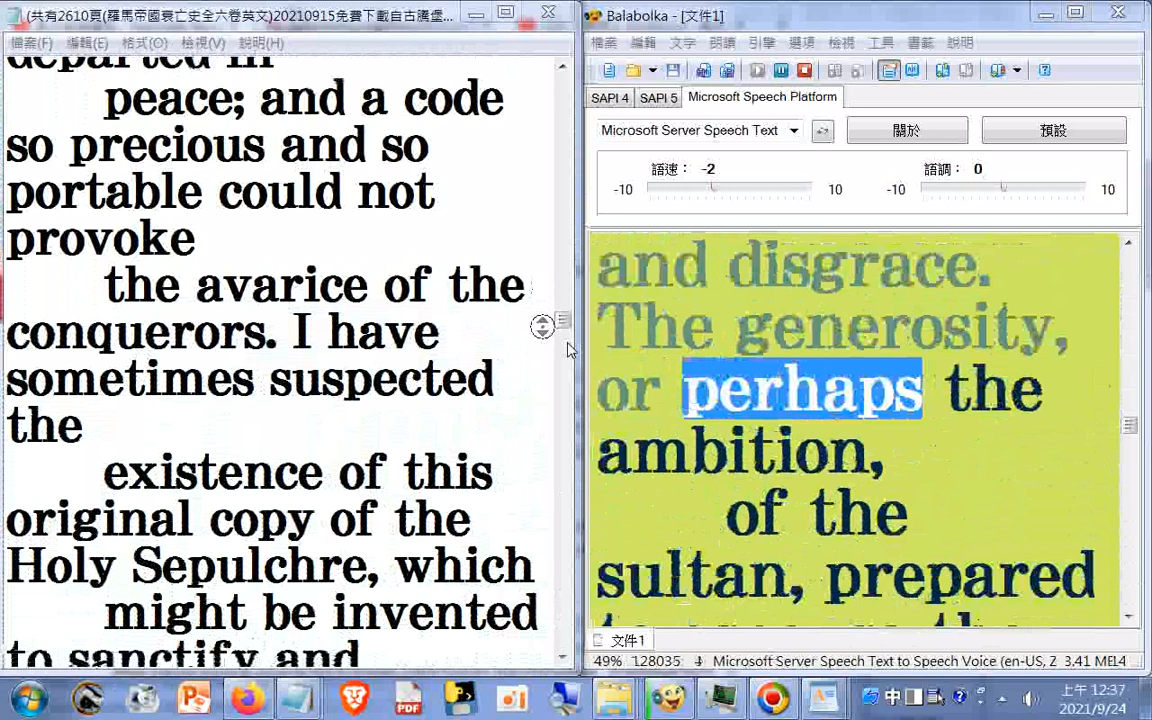 (共有2610頁(羅馬帝國衰亡史全六卷英文)20210915免費下載自古騰堡...
檔案(F) 編輯(E) 格式(O) 檢視(V) 說明(H)
departed in
peace; and a code
so precious and so
portable could not
provoke
the avarice of the
conquerors. I have
sometimes suspected
the
existence of this
original copy of the
Holy Sepulchre, which
might be invented
to sanctify and
Balabolka - [文件1]
檔案 編輯 文字 朗讀 引擎 選項 檢視 工具 書籤 說明
SAPI 4 SAPI 5 Microsoft Speech Platform
Microsoft Server Speech Text 關於 預設
語速： -2 語調： 0
-10 10 -10 10
and disgrace.
The generosity,
or perhaps the
ambition,
of the
sultan, prepared
文件1
49% 128035 Microsoft Server Speech Text to Speech Voice (en-US, Z 3,41 ME14
中
上午 12:37
2021/9/24